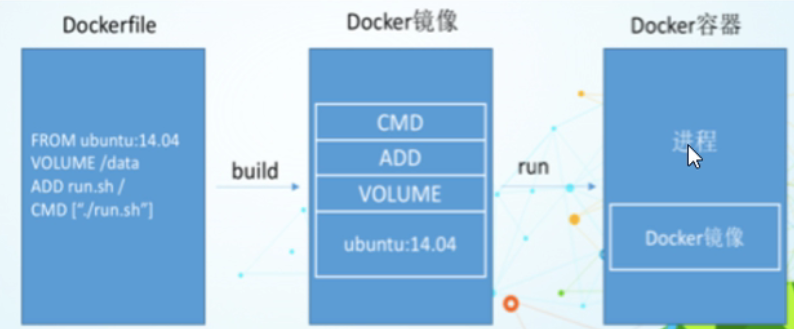 Dockerfile
FROM ubuntu:14.04
VOLUME /data
ADD run.sh /
CMD [“./run.sh”]
build
Docker镜像
CMD
ADD
VOLUME
ubuntu:14.04
run
Docker容器
进程
Docker镜像